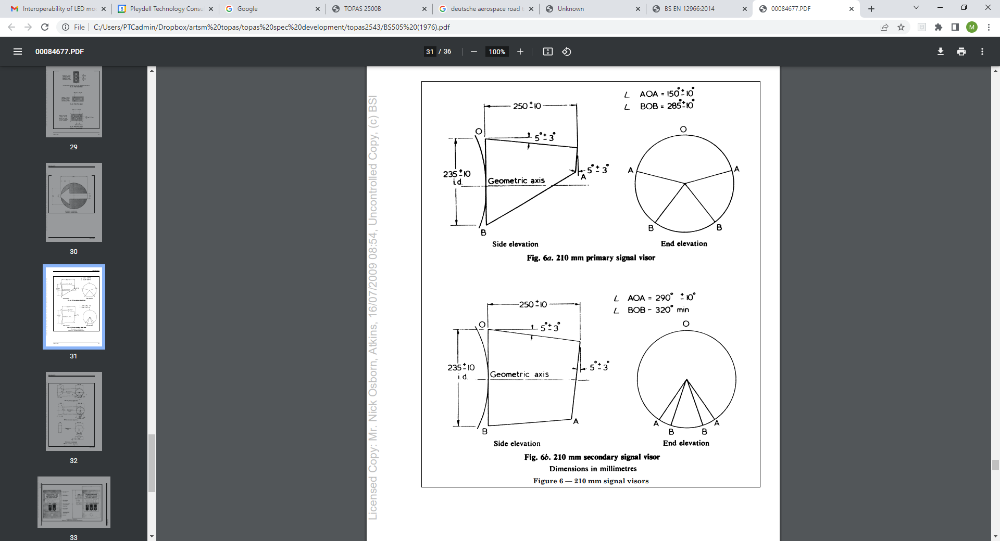 Interoperability of LED mo
Pleydell Technology Consu
Google
TOPAS 2500B
deutsche aerospace road t
Unknown
BS EN 12966:2014
00084677.PDF
File
C:/Users/PTCadmin/Dropbox/artsm%20topas/topas%20spec%20development/topas2543/BS505%20(1976).pdf
M
00084677.PDF
31 / 36
100%
29
30
31
32
33
Licensed Copy: Mr. Nick Osborn, Atkins, 16/07/2009 08:54, Uncontrolled Copy, (c) BSI
∠ AOA = 150° ± 10°
∠ BOB = 285° ± 10°
250 ± 10
O
5° ± 3°
235 ± 10
i.d.
Geometric axis
5° ± 3°
A
B
O
A
A
B
B
Side elevation
End elevation
Fig. 6a. 210 mm primary signal visor
∠ AOA = 290° ± 10°
∠ BOB - 320° min
250 ± 10
O
5° ± 3°
235 ± 10
i.d.
Geometric axis
5° ± 3°
A
B
O
A
B
B
A
Side elevation
End elevation
Fig. 6b. 210 mm secondary signal visor
Dimensions in millimetres
Figure 6 — 210 mm signal visors